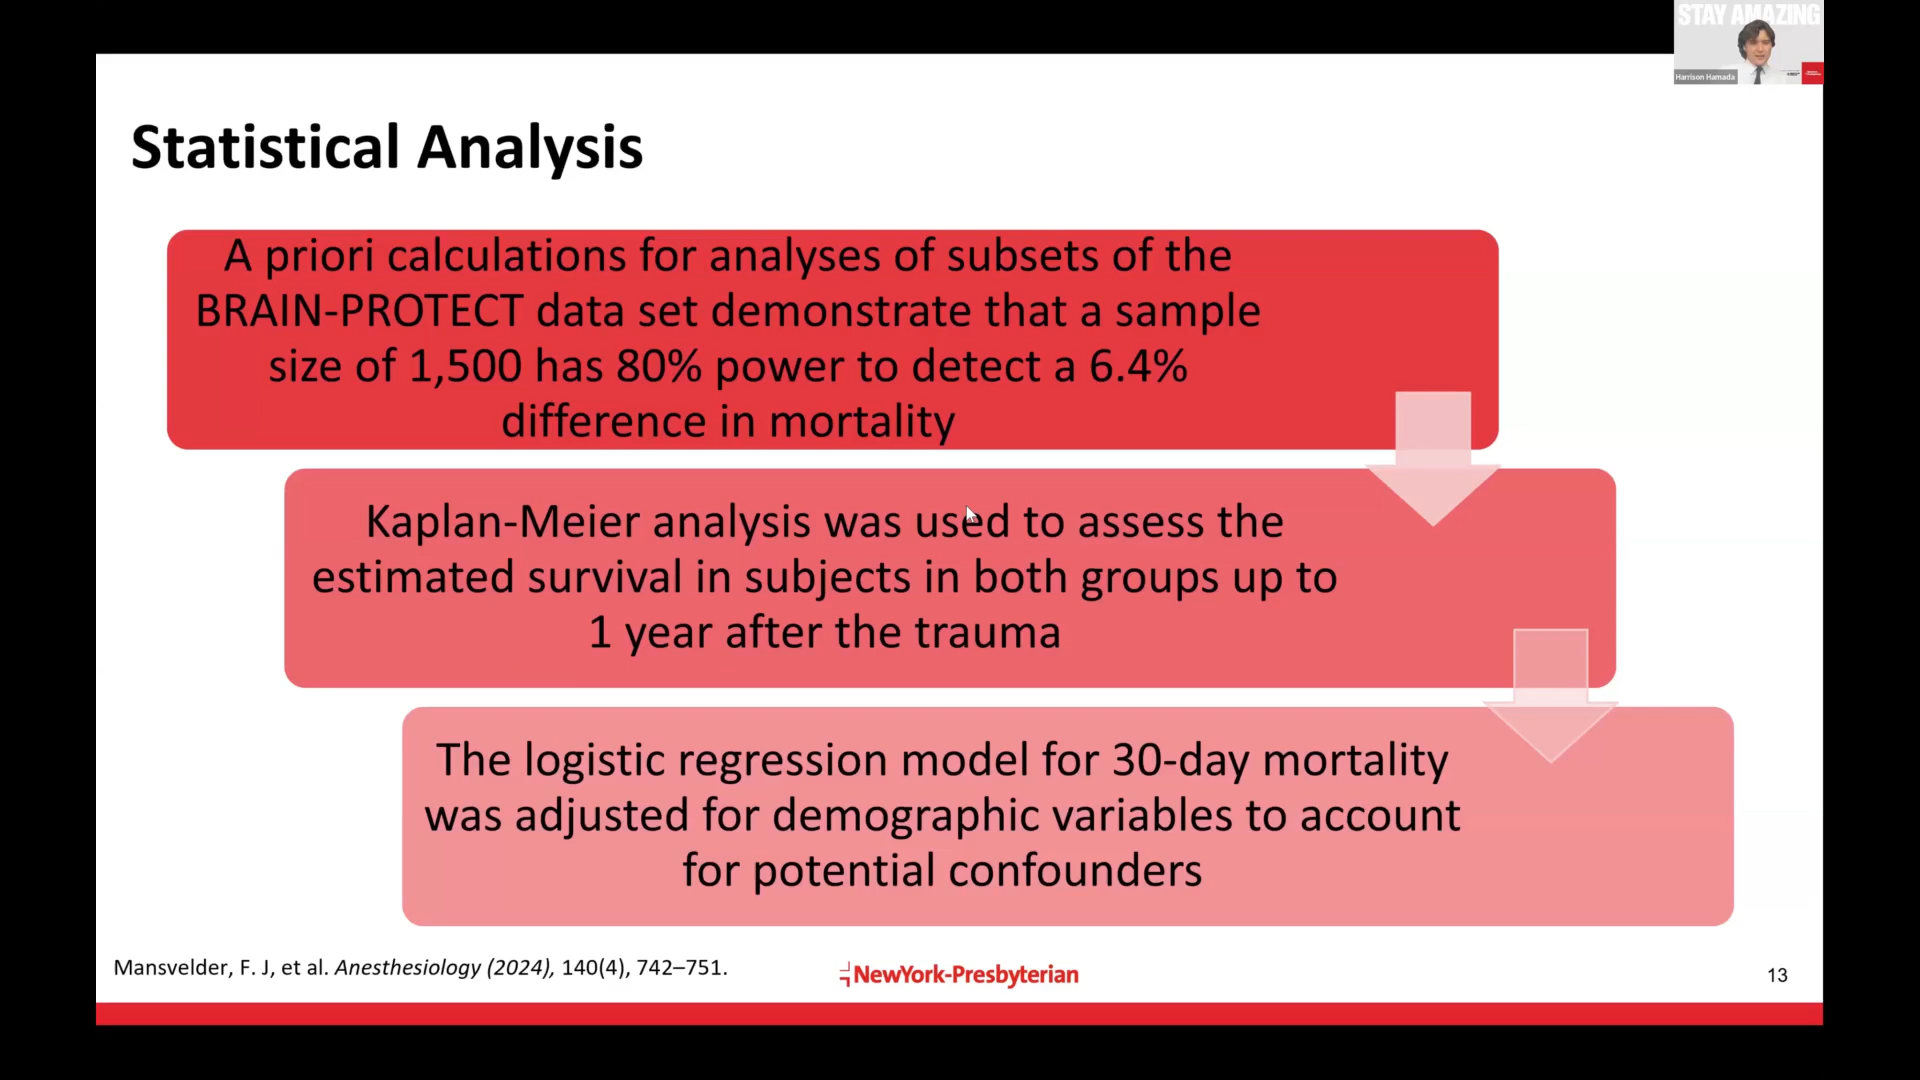 STAY AMAZING
Harrison Hamada
Statistical Analysis
A priori calculations for analyses of subsets of the
BRAIN-PROTECT data set demonstrate that a sample
size of 1,500 has 80% power to detect a 6.4%
difference in mortality
Kaplan-Meier analysis was used to assess the
estimated survival in subjects in both groups up to
1 year after the trauma
The logistic regression model for 30-day mortality
was adjusted for demographic variables to account
for potential confounders
Mansvelder, F. J, et al. Anesthesiology (2024), 140(4), 742–751.
NewYork-Presbyterian
13